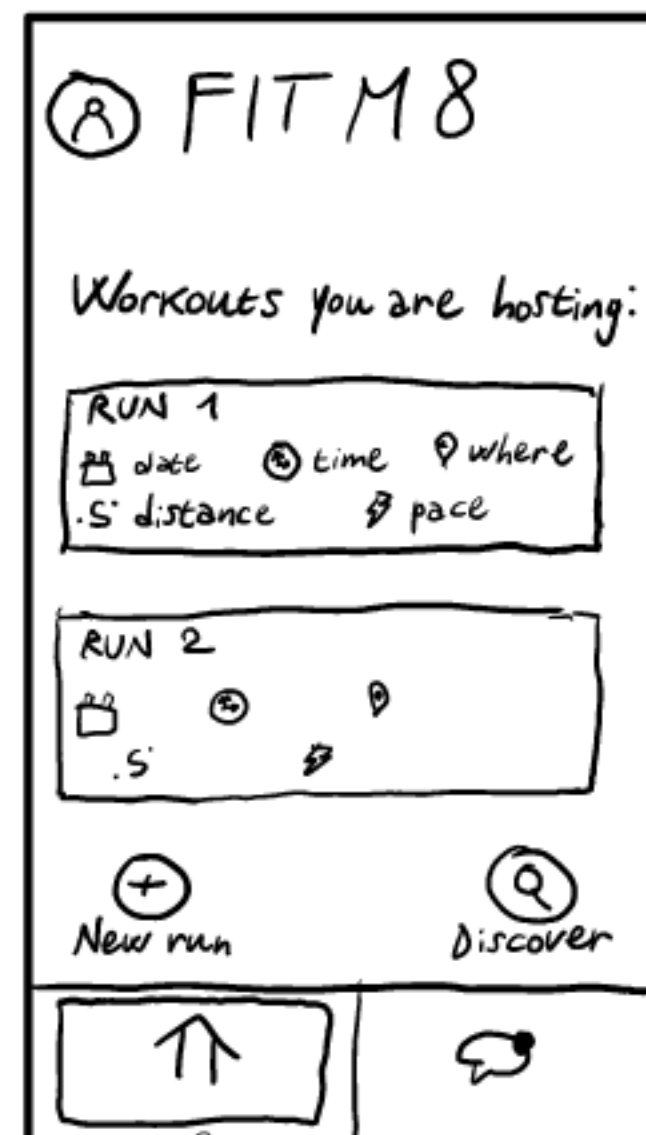 FITM8
Workouts you are hosting:
RUN 1
date time where
distance pace
RUN 2
New run Discover